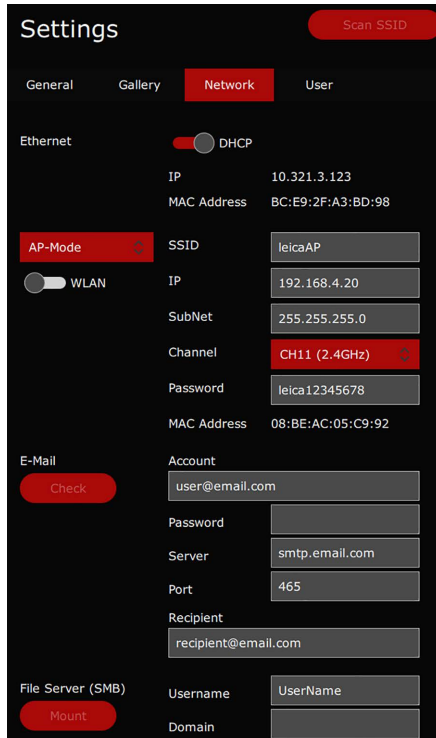 Settings
Scan SSID
General Gallery Network User
Ethernet DHCP
IP 10.321.3.123
MAC Address BC:E9:2F:A3:BD:98
AP-Mode SSID leicaAP
WLAN IP 192.168.4.20
SubNet 255.255.255.0
Channel CH11 (2.4GHz)
Password leica12345678
MAC Address 08:BE:AC:05:C9:92
E-Mail Account
Check user@email.com
Password
Server smtp.email.com
Port 465
Recipient
recipient@email.com
File Server (SMB) Username UserName
Mount Domain